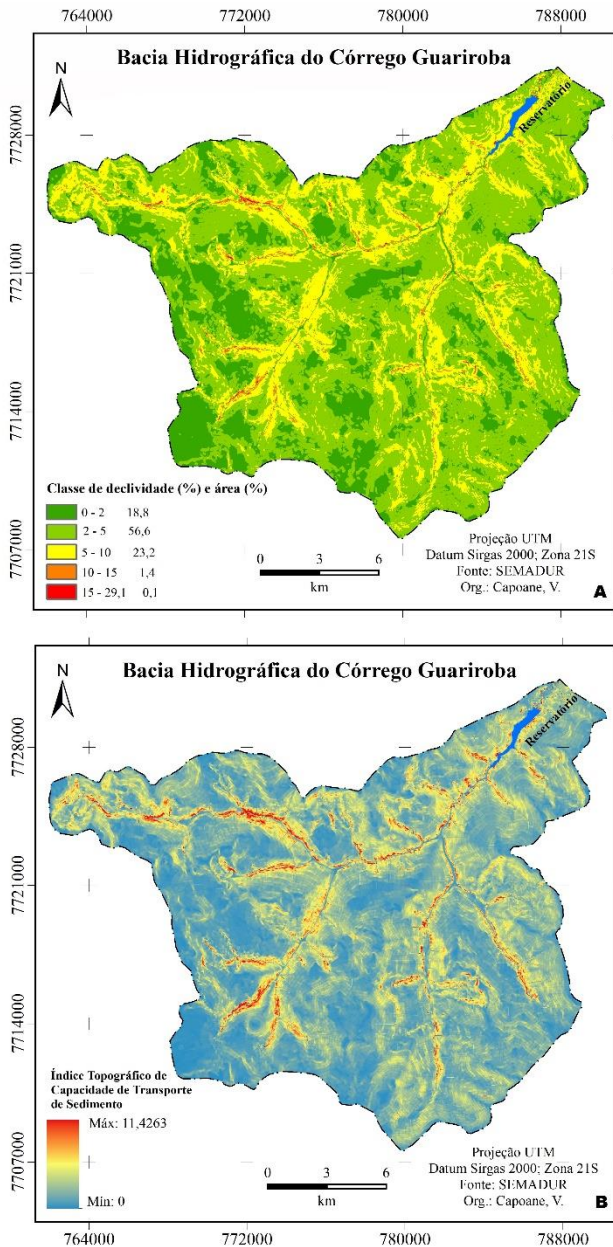 764000 772000 780000 788000
Bacia Hidrográfica do Córrego Guariroba
N
Reservatório
7728000
7721000
7714000
7707000
Classe de declividade (%) e área (%)
0 - 2 18,8
2 - 5 56,6
5 - 10 23,2
10 - 15 1,4
15 - 29,1 0,1
0 3 6
km
Projeção UTM
Datum Sirgas 2000; Zona 21S
Fonte: SEMADUR
Org.: Capoane, V.
A
Bacia Hidrográfica do Córrego Guariroba
N
Reservatório
7728000
7721000
7714000
7707000
Índice Topográfico de
Capacidade de Transporte
de Sedimento
Máx: 11,4263
Mín: 0
0 3 6
km
Projeção UTM
Datum Sirgas 2000; Zona 21S
Fonte: SEMADUR
Org.: Capoane, V.
B
764000 772000 780000 788000